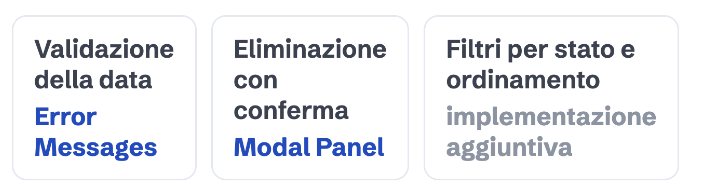 Validazione
della data
Error
Messages
Eliminazione
con
conferma
Modal Panel
Filtri per stato e
ordinamento
implementazione
aggiuntiva